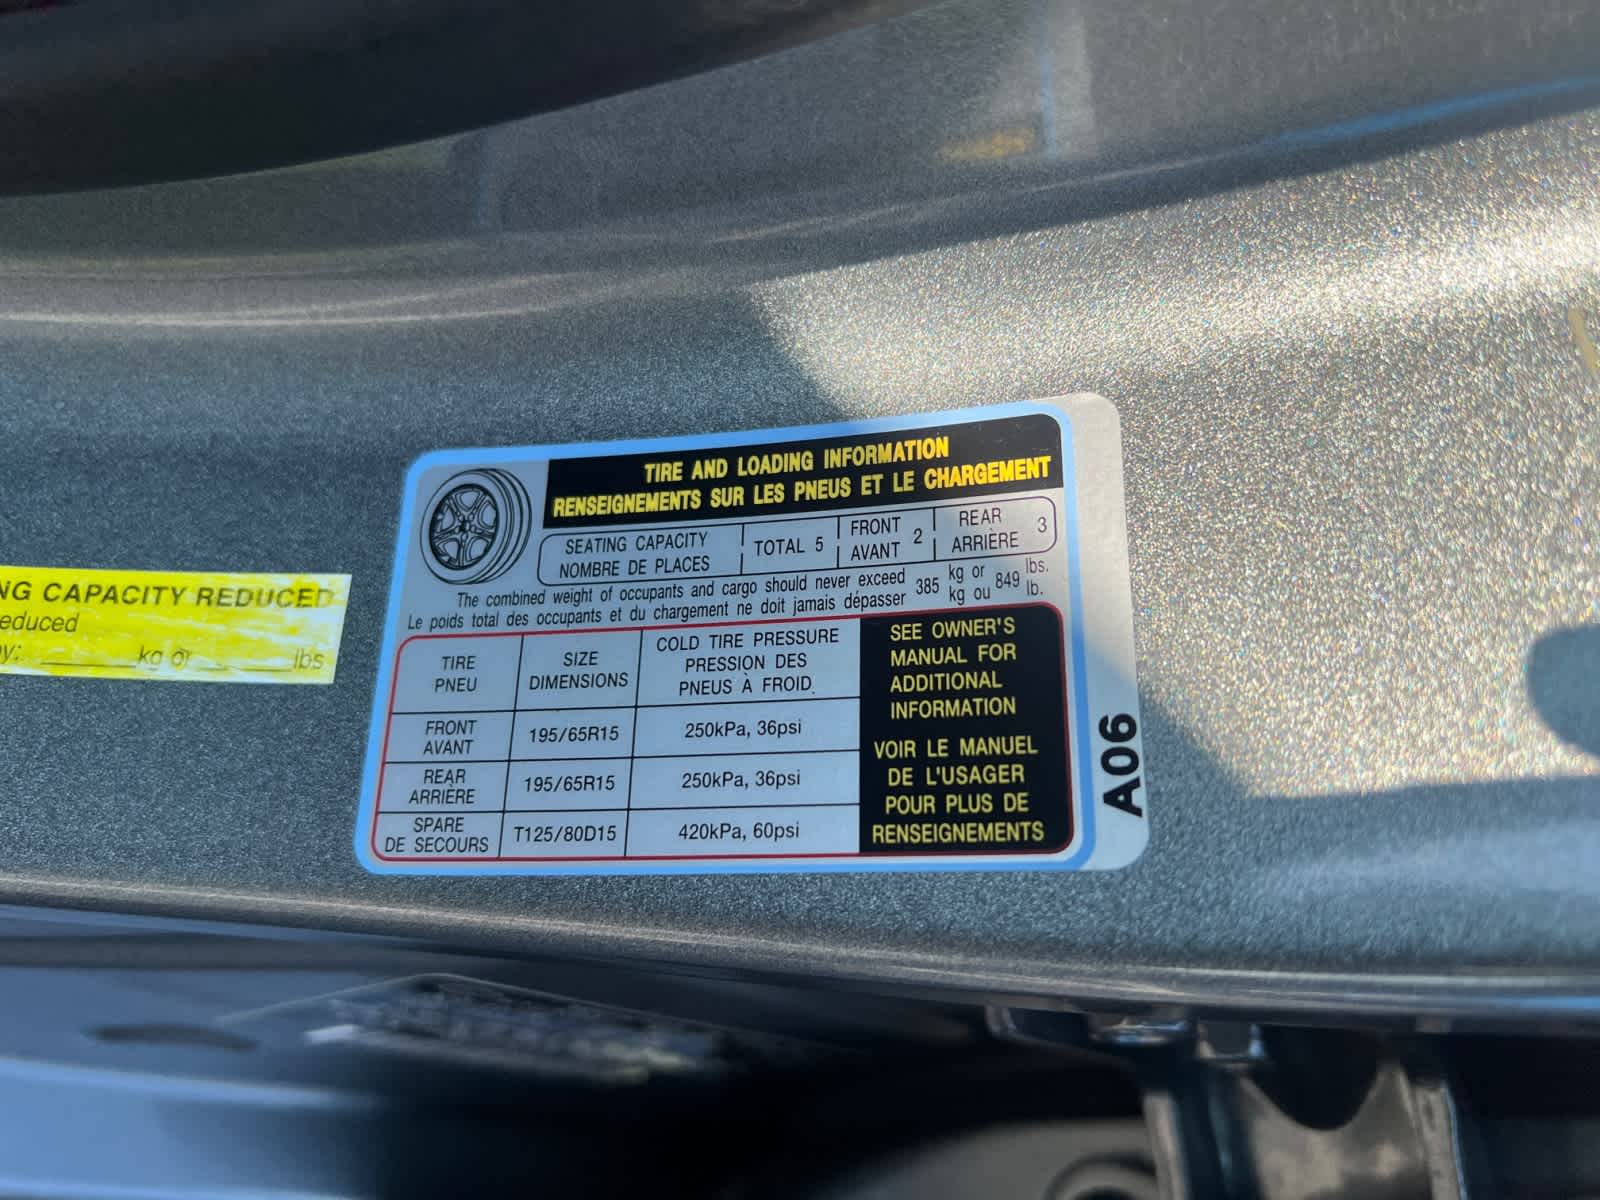 TIRE AND LOADING INFORMATION
RENSEIGNEMENTS SUR LES PNEUS ET LE CHARGEMENT
SEATING CAPACITY
NOMBRE DE PLACES
TOTAL 5
FRONT
AVANT 2
REAR
ARRIÈRE 3
The combined weight of occupants and cargo should never exceed 385 kg or 849 lbs.
Le poids total des occupants et du chargement ne doit jamais dépasser 385 kg ou 849 lb.
TIRE
PNEU
SIZE
DIMENSIONS
COLD TIRE PRESSURE
PRESSION DES
PNEUS À FROID
FRONT
AVANT
195/65R15
250kPa, 36psi
REAR
ARRIÈRE
195/65R15
250kPa, 36psi
SPARE
DE SECOURS
T125/80D15
420kPa, 60psi
SEE OWNER'S
MANUAL FOR
ADDITIONAL
INFORMATION
VOIR LE MANUEL
DE L'USAGER
POUR PLUS DE
RENSEIGNEMENTS
A06
CAPACITY REDUCED
kg or lbs